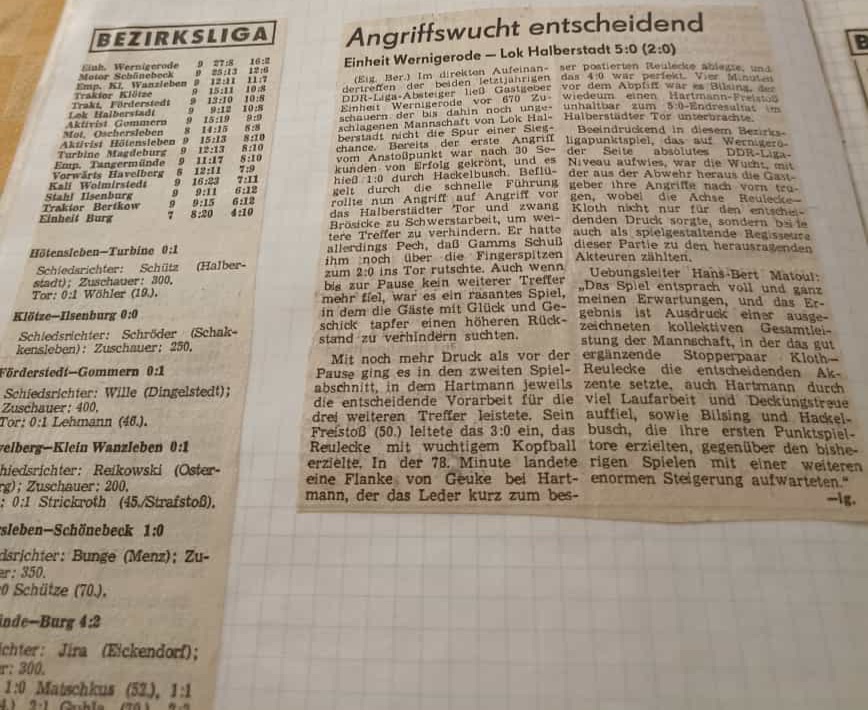 BEZIRKSLIGA
Einh. Wernigerode 9 27:8 16:2
Motor Schönebeck 9 25:13 12:6
Emp. Kl. Wanzleben 9 12:11 11:7
Traktor Klötze 9 15:11 10:8
Trakt. Förderstedt 9 13:10 10:8
Lok Halberstadt 9 9:12 10:8
Aktivist Gommern 9 15:19 9:9
Mot. Oschersleben 8 14:15 8:8
Aktivist Hötensleben 9 15:13 8:10
Turbine Magdeburg 9 12:13 8:10
Emp. Tangermünde 9 11:17 8:10
Vorwärts Havelberg 8 12:11 7:9
Kali Wolmirstedt 9 16:23 7:11
Stahl Ilsenburg 9 9:11 6:12
Traktor Bertkow 9 9:15 6:12
Einheit Burg 7 8:20 4:10
Hötensleben—Turbine 0:1
Schiedsrichter: Schütz (Halber-
stadt); Zuschauer: 300.
Tor: 0:1 Wöhler (19.).
Klötze—Ilsenburg 0:0
Schiedsrichter: Schröder (Schak-
kensleben): Zuschauer: 250.
Förderstedt—Gommern 0:1
Schiedsrichter: Wille (Dingelstedt);
Zuschauer: 400.
Tor: 0:1 Lehmann (46.).
velberg—Klein Wanzleben 0:1
hiedsrichter: Reikowski (Oster-
rg); Zuschauer: 200.
: 0:1 Strickroth (45./Strafstoß).
sleben—Schönebeck 1:0
dsrichter: Bunge (Menz); Zu-
er: 350.
0 Schütze (70.).
inde—Burg 4:2
ichter: Jira (Eickendorf);
r: 300.
1:0 Matschkus (52.), 1:1
Angriffswucht entscheidend
Einheit Wernigerode — Lok Halberstadt 5:0 (2:0)
(Eig. Ber.) Im direkten Aufeinan-
dertreffen der beiden letztjährigen
DDR-Liga-Absteiger ließ Gastgeber
Einheit Wernigerode vor 670 Zu-
schauern der bis dahin noch unge-
schlagenen Mannschaft von Lok Hal-
berstadt nicht die Spur einer Sieg-
chance. Bereits der erste Angriff
vom Anstoßpunkt war nach 30 Se-
kunden von Erfolg gekrönt, und es
hieß 1:0 durch Hackelbusch. Beflü-
gelt durch die schnelle Führung
rollte nun Angriff auf Angriff vor
das Halberstädter Tor und zwang
Brösicke zu Schwerstarbeit, um wei-
tere Treffer zu verhindern. Er hatte
allerdings Pech, daß Gamms Schuß
ihm noch über die Fingerspitzen
zum 2:0 ins Tor rutschte. Auch wenn
bis zur Pause kein weiterer Treffer
mehr fiel, war es ein rasantes Spiel,
in dem die Gäste mit Glück und Ge-
schick tapfer einen höheren Rück-
stand zu verhindern suchten.
Mit noch mehr Druck als vor der
Pause ging es in den zweiten Spiel-
abschnitt, in dem Hartmann jeweils
die entscheidende Vorarbeit für die
drei weiteren Treffer leistete. Sein
Freistoß (50.) leitete das 3:0 ein, das
Reulecke mit wuchtigem Kopfball
erzielte. In der 78. Minute landete
eine Flanke von Geuke bei Hart-
mann, der das Leder kurz zum bes-
ser postierten Reulecke ablegte, und
das 4:0 war perfekt. Vier Minuten
vor dem Abpfiff war es Bilsing, der
wiedeum einen Hartmann-Freistoß
unhaltbar zum 5:0-Endresultat im
Halberstädter Tor unterbrachte.
Beeindruckend in diesem Bezirks-
ligapunktspiel, das auf Wernigerö-
der Seite absolutes DDR-Liga-
Niveau aufwies, war die Wucht, mit
der aus der Abwehr heraus die Gast-
geber ihre Angriffe nach vorn tru-
gen, wobei die Achse Reulecke—
Kloth nicht nur für den entschei-
denden Druck sorgte, sondern beide
auch als spielgestaltende Regisseure
dieser Partie zu den herausragenden
Akteuren zählten.
Uebungsleiter Hans-Bert Matoul:
„Das Spiel entsprach voll und ganz
meinen Erwartungen, und das Er-
gebnis ist Ausdruck einer ausge-
zeichneten kollektiven Gesamtlei-
stung der Mannschaft, in der das gut
ergänzende Stopperpaar Kloth—
Reulecke die entscheidenden Ak-
zente setzte, auch Hartmann durch
viel Laufarbeit und Deckungstreue
auffiel, sowie Bilsing und Hackel-
busch, die ihre ersten Punktspiel-
tore erzielten, gegenüber den bishe-
rigen Spielen mit einer weiteren
enormen Steigerung aufwarteten."
—ig.
B